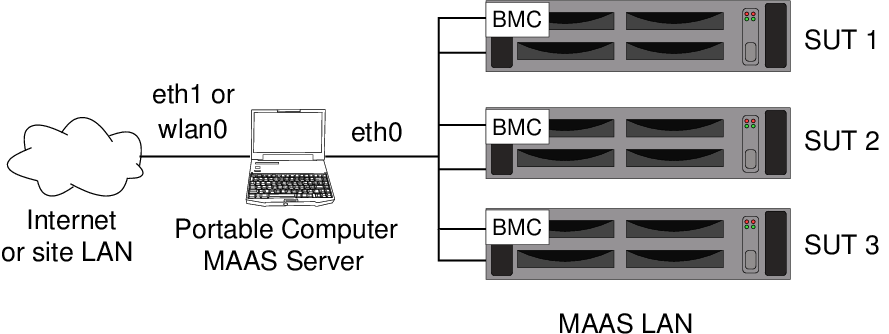 BMC
SUT 1
eth1 or
wlan0
eth0
BMC
SUT 2
Internet
or site LAN
Portable Computer
MAAS Server
BMC
SUT 3
MAAS LAN